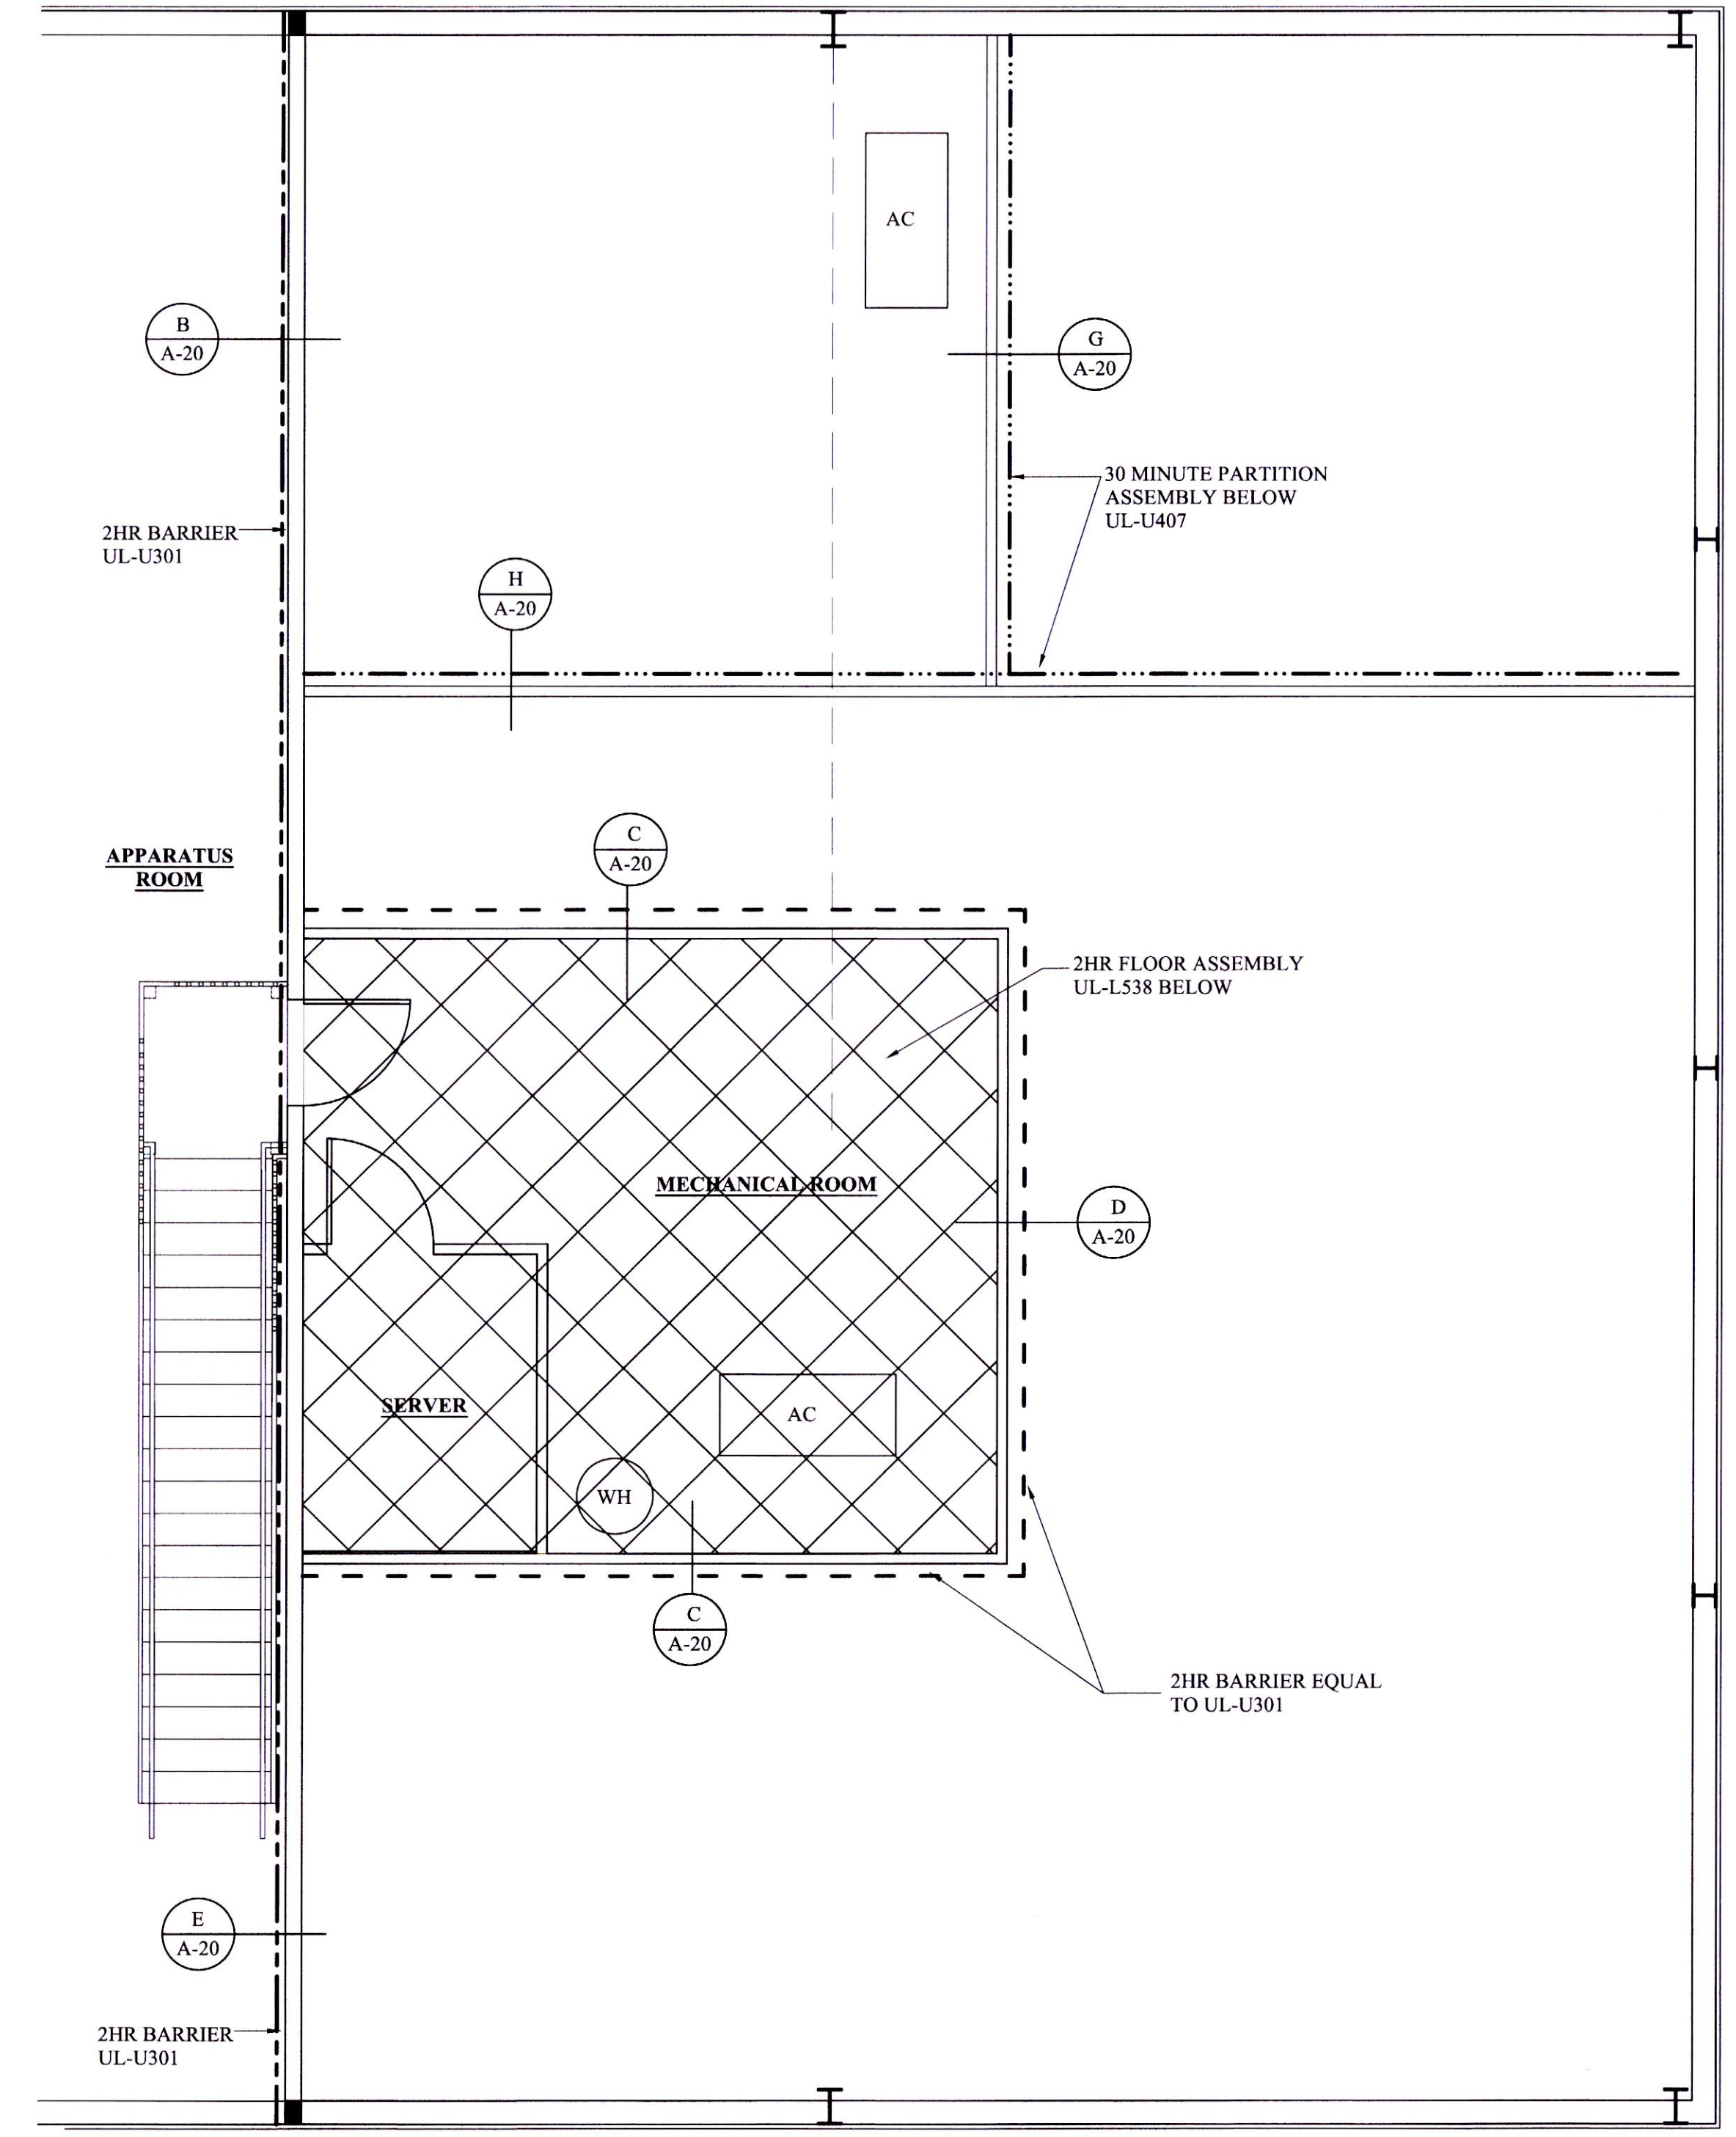 AC
B
A-20
G
A-20
30 MINUTE PARTITION
ASSEMBLY BELOW
UL-U407
2HR BARRIER
UL-U301
H
A-20
C
A-20
APPARATUS
ROOM
2HR FLOOR ASSEMBLY
UL-L538 BELOW
MECHANICAL ROOM
D
A-20
SERVER
AC
WH
C
A-20
2HR BARRIER EQUAL
TO UL-U301
E
A-20
2HR BARRIER
UL-U301